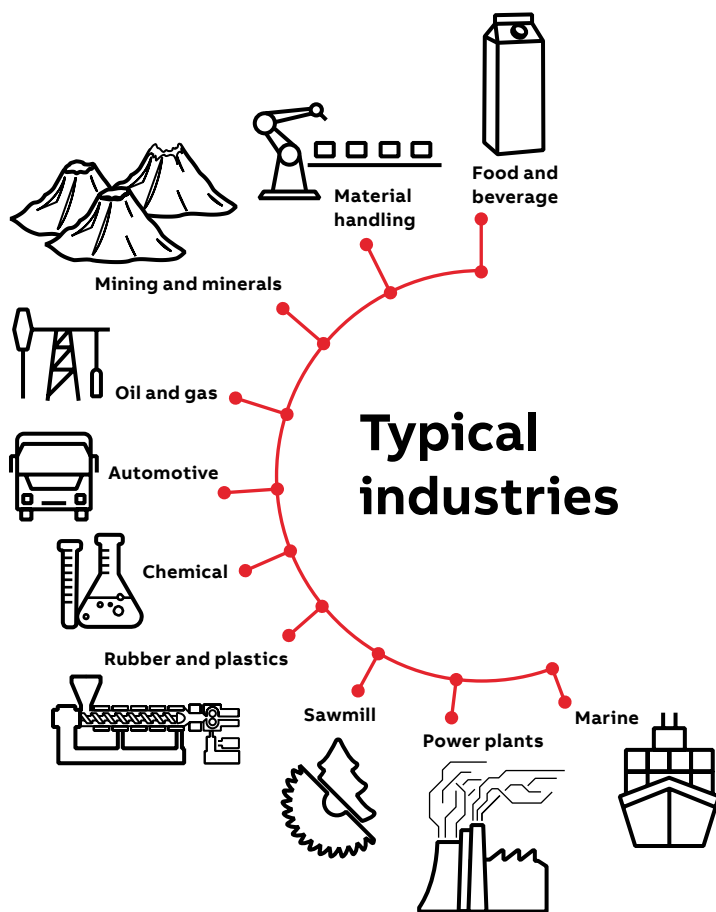 Food and
beverage
Material
handling
Mining and minerals
Oil and gas
Automotive
Chemical
Rubber and plastics
Sawmill
Power plants
Marine
Typical
industries